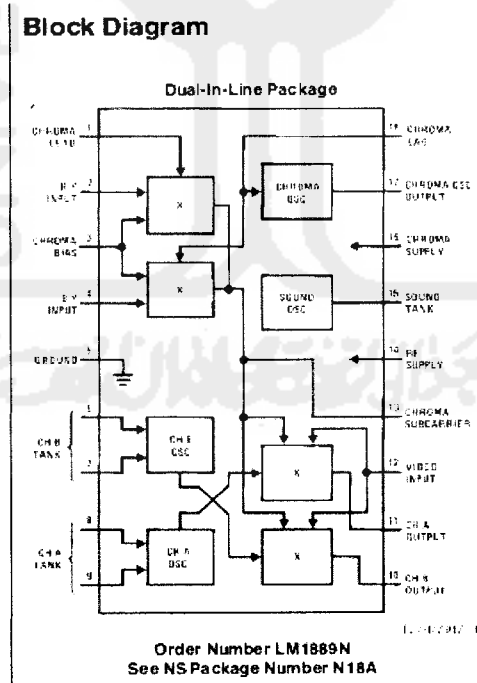 Block Diagram
Dual-In-Line Package
CHROMA
LEAD
1
INPUT
2
CHROMA
BIAS
3
INPUT
4
GROUND
5
CH B
TANK
6
7
CH A
TANK
8
9
X
X
CHROMA
OSC
SOUND
OSC
CH B
OSC
CH A
OSC
X
X
18
CHROMA
LAG
17
CHROMA OSC
OUTPUT
16
CHROMA
SUPPLY
15
SOUND
TANK
14
RF
SUPPLY
13
CHROMA
SUBCARRIER
12
VIDEO
INPUT
11
CH A
OUTPUT
10
CH B
OUTPUT
Order Number LM1889N
See NS Package Number N18A